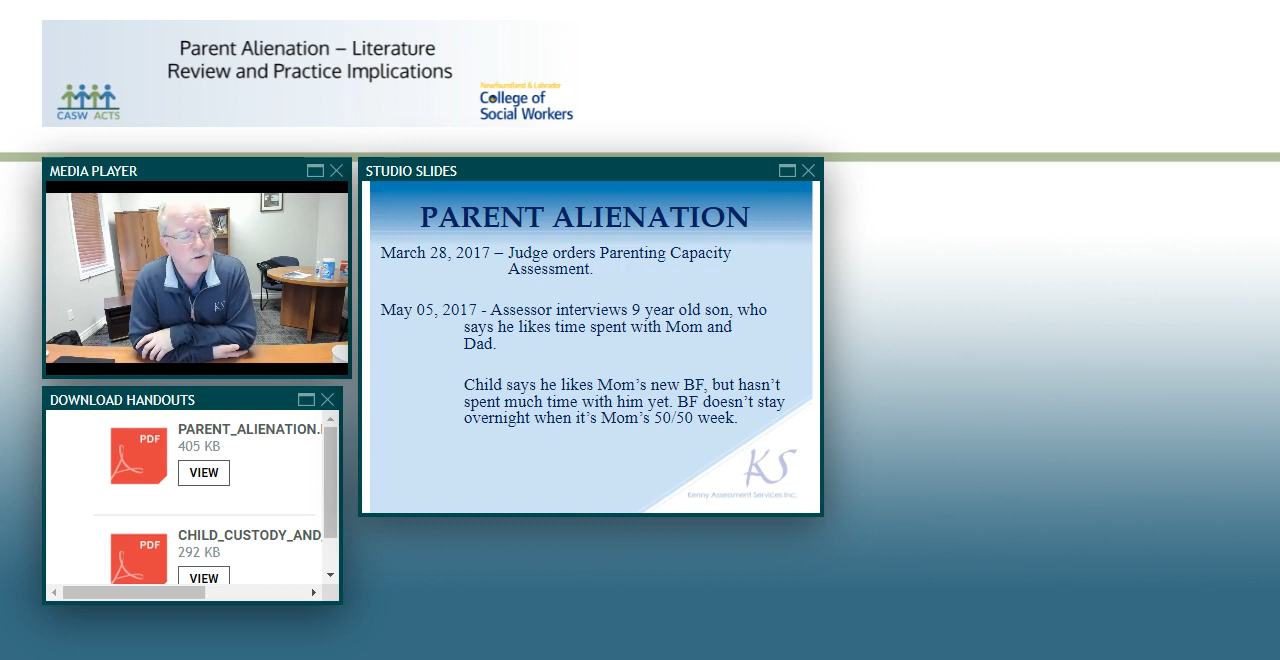 Parent Alienation – Literature
Review and Practice Implications
CASW ACTS
Newfoundland & Labrador
College of
Social Workers
MEDIA PLAYER
KS
STUDIO SLIDES
PARENT ALIENATION
March 28, 2017 – Judge orders Parenting Capacity
Assessment.
May 05, 2017 - Assessor interviews 9 year old son, who
says he likes time spent with Mom and
Dad.
Child says he likes Mom’s new BF, but hasn’t
spent much time with him yet. BF doesn’t stay
overnight when it’s Mom’s 50/50 week.
KS
Kenny Assessment Services Inc.
DOWNLOAD HANDOUTS
PDF
PARENT_ALIENATION.
405 KB
VIEW
PDF
CHILD_CUSTODY_AND_
292 KB
VIEW